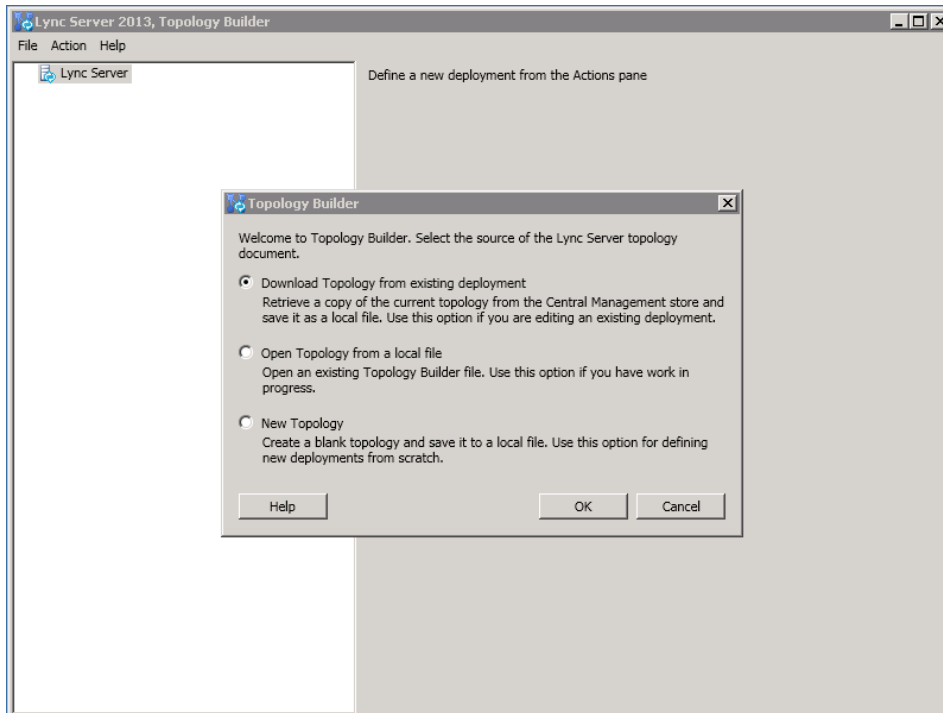 Lync Server 2013, Topology Builder
File Action Help
Lync Server
Define a new deployment from the Actions pane
Topology Builder
Welcome to Topology Builder. Select the source of the Lync Server topology
document.
Download Topology from existing deployment
Retrieve a copy of the current topology from the Central Management store and
save it as a local file. Use this option if you are editing an existing deployment.
Open Topology from a local file
Open an existing Topology Builder file. Use this option if you have work in
progress.
New Topology
Create a blank topology and save it to a local file. Use this option for defining
new deployments from scratch.
Help OK Cancel